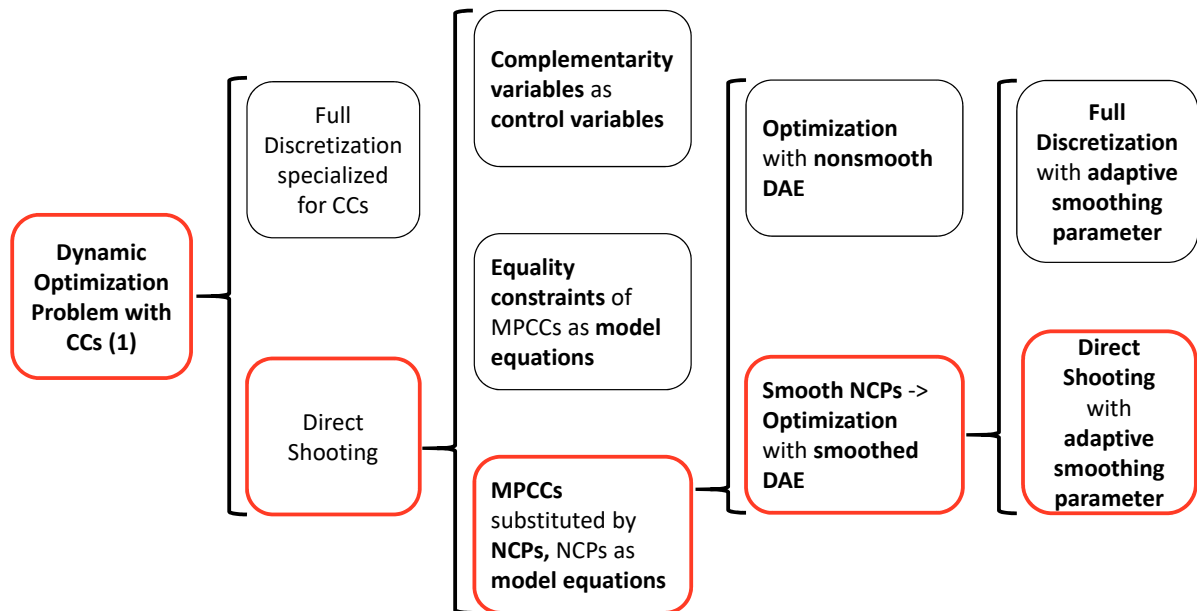 Dynamic
Optimization
Problem with
CCs (1)
Full
Discretization
specialized
for CCs
Direct
Shooting
Complementarity
variables as
control variables
Equality
constraints of
MPCCs as model
equations
MPCCs
substituted by
NCPs, NCPs as
model equations
Optimization
with nonsmooth
DAE
Smooth NCPs ->
Optimization
with smoothed
DAE
Full
Discretization
with adaptive
smoothing
parameter
Direct
Shooting
with
adaptive
smoothing
parameter